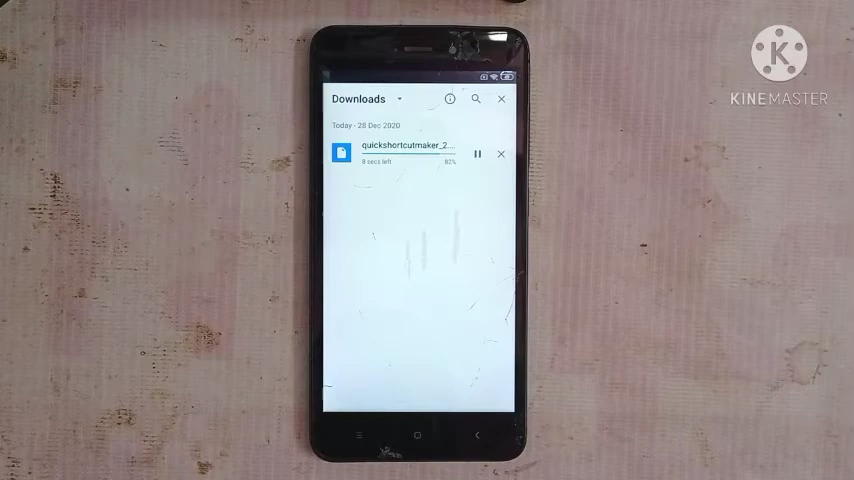 Downloads
Today - 28 Dec 2020
quickshortcutmaker_2....
8 secs left
82%
K
KINEMASTER